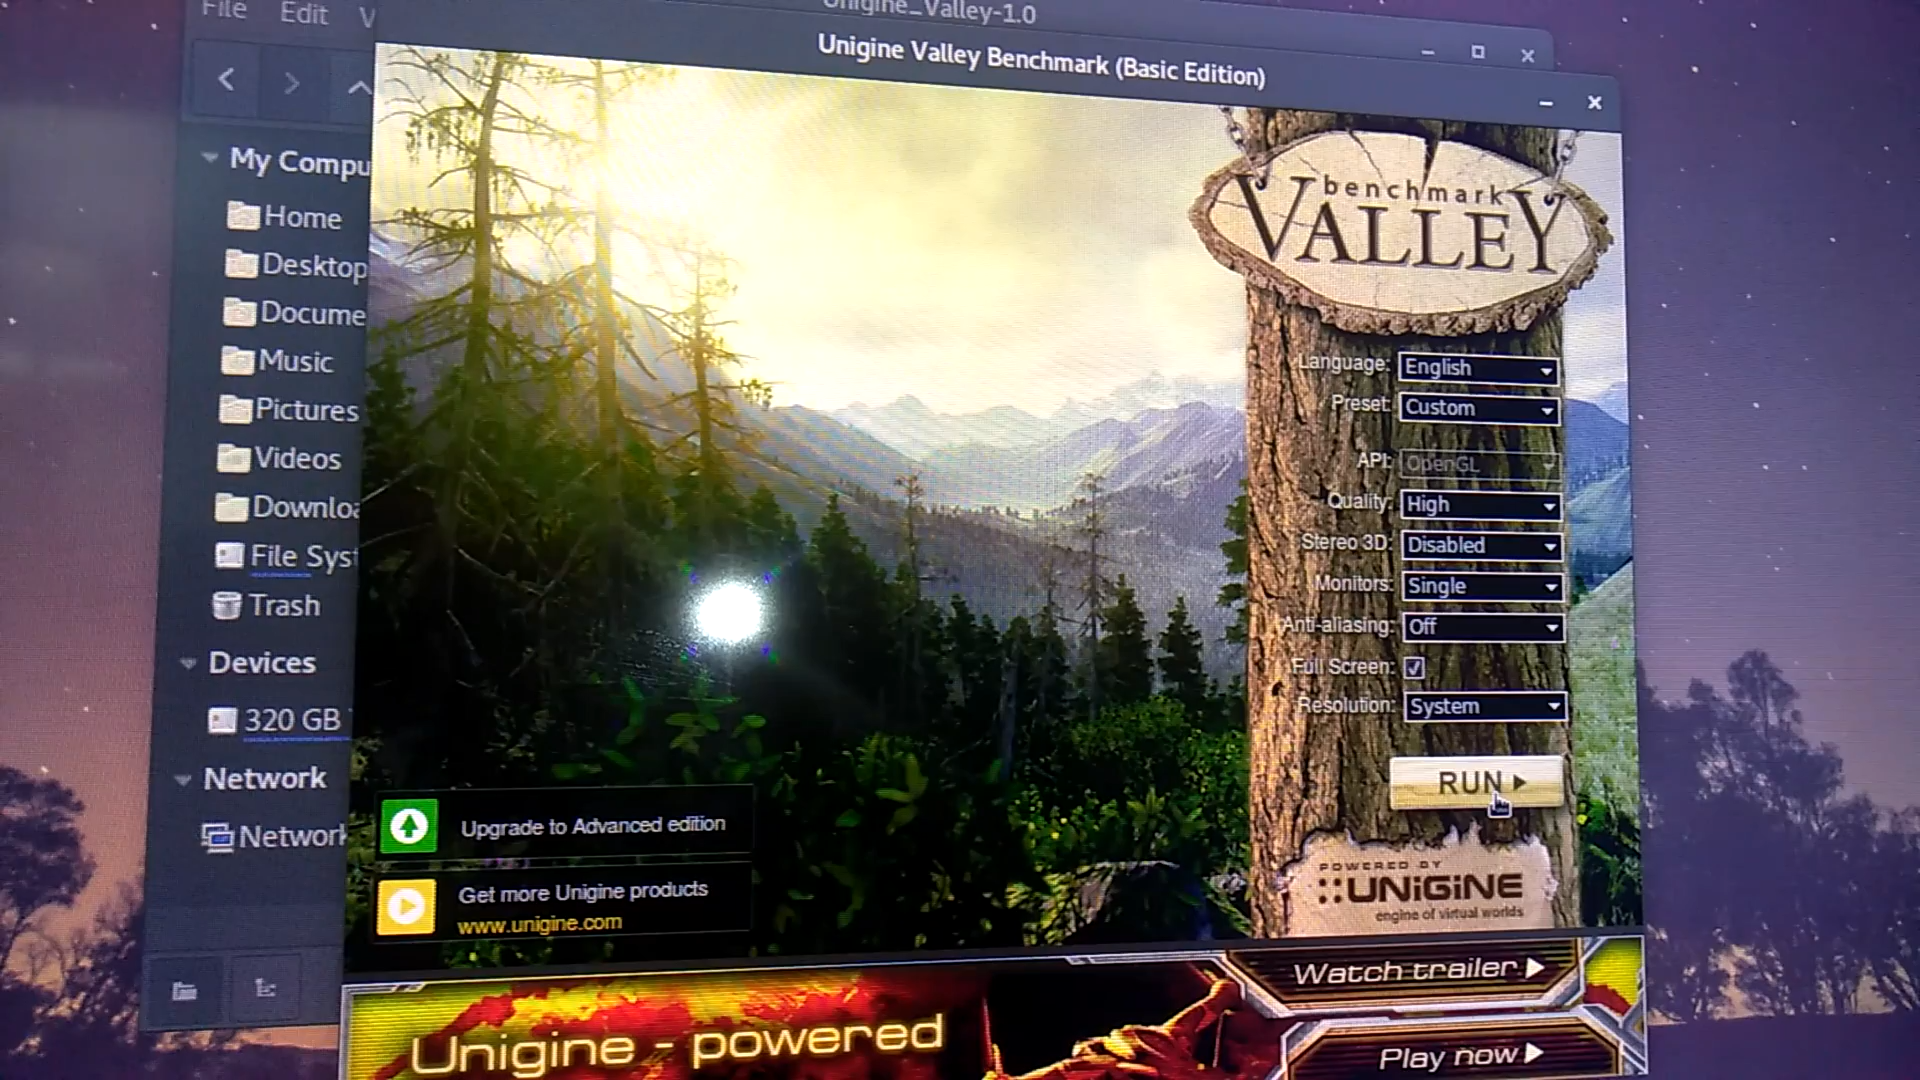 File Edit V
Unigine_Valley-1.0
Unigine Valley Benchmark (Basic Edition)
My Compu
Home
Desktop
Docume
Music
Pictures
Videos
Downloa
File Syst
Trash
Devices
320 GB
Network
Network
benchmark
VALLEY
Language: English
Preset: Custom
API: OpenGL
Quality: High
Stereo 3D: Disabled
Monitors: Single
Anti-aliasing: Off
Full Screen:
Resolution: System
RUN
POWERED BY
UNiGiNE
engine of virtual worlds
Upgrade to Advanced edition
Get more Unigine products
www.unigine.com
Watch trailer
Unigine - powered
Play now